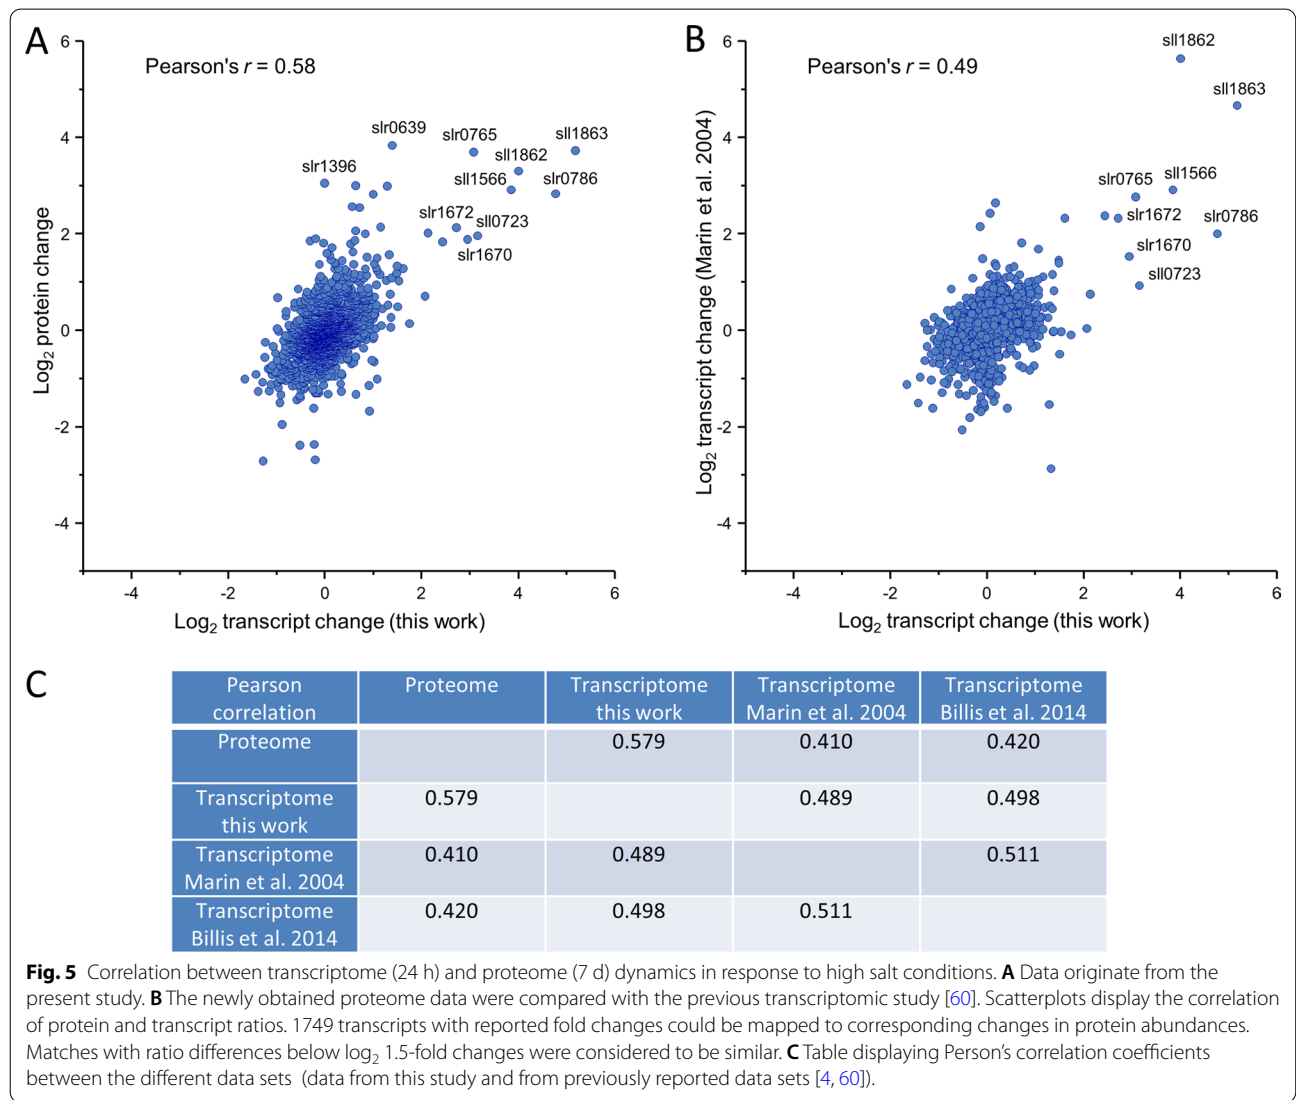 A
6
4
2
0
-2
-4
Log2 protein change
Pearson's r = 0.58
slr0639
slr0765
sll1863
sll1862
slr1396
sll1566
slr0786
slr1672
sll0723
slr1670
-4
-2
0
2
4
6
Log2 transcript change (this work)
B
6
4
2
0
-2
-4
Log2 transcript change (Marin et al. 2004)
Pearson's r = 0.49
sll1862
sll1863
slr0765
sll1566
slr1672
slr0786
slr1670
sll0723
-4
-2
0
2
4
6
Log2 transcript change (this work)
C
Pearson correlation Proteome Transcriptome this work Transcriptome Marin et al. 2004 Transcriptome Billis et al. 2014
Proteome 0.579 0.410 0.420
Transcriptome this work 0.579 0.489 0.498
Transcriptome Marin et al. 2004 0.410 0.489 0.511
Transcriptome Billis et al. 2014 0.420 0.498 0.511
Fig. 5 Correlation between transcriptome (24 h) and proteome (7 d) dynamics in response to high salt conditions. A Data originate from the
present study. B The newly obtained proteome data were compared with the previous transcriptomic study [60]. Scatterplots display the correlation
of protein and transcript ratios. 1749 transcripts with reported fold changes could be mapped to corresponding changes in protein abundances.
Matches with ratio differences below log2 1.5-fold changes were considered to be similar. C Table displaying Person's correlation coefficients
between the different data sets (data from this study and from previously reported data sets [4, 60]).